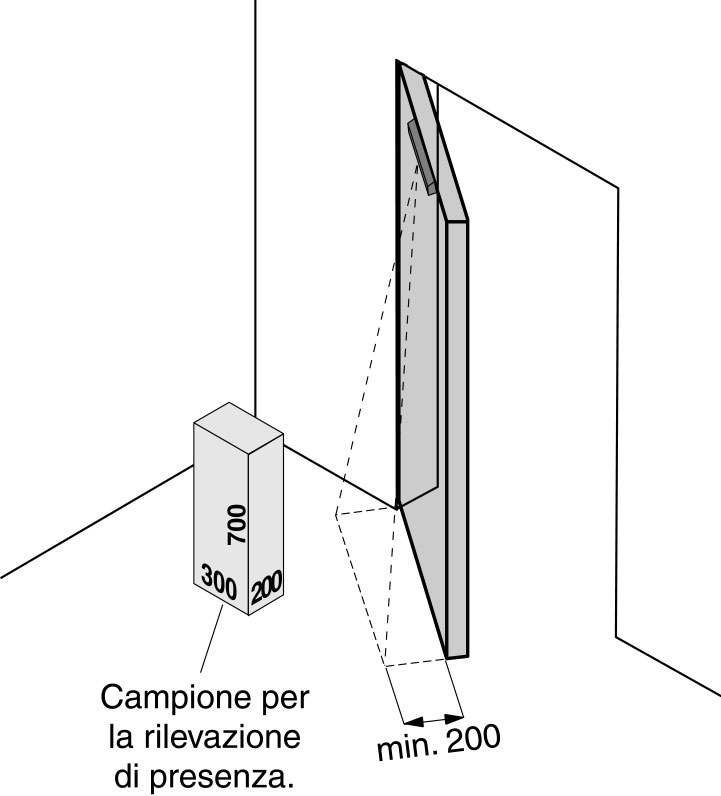 700
300
200
Campione per
la rilevazione
di presenza.
min. 200